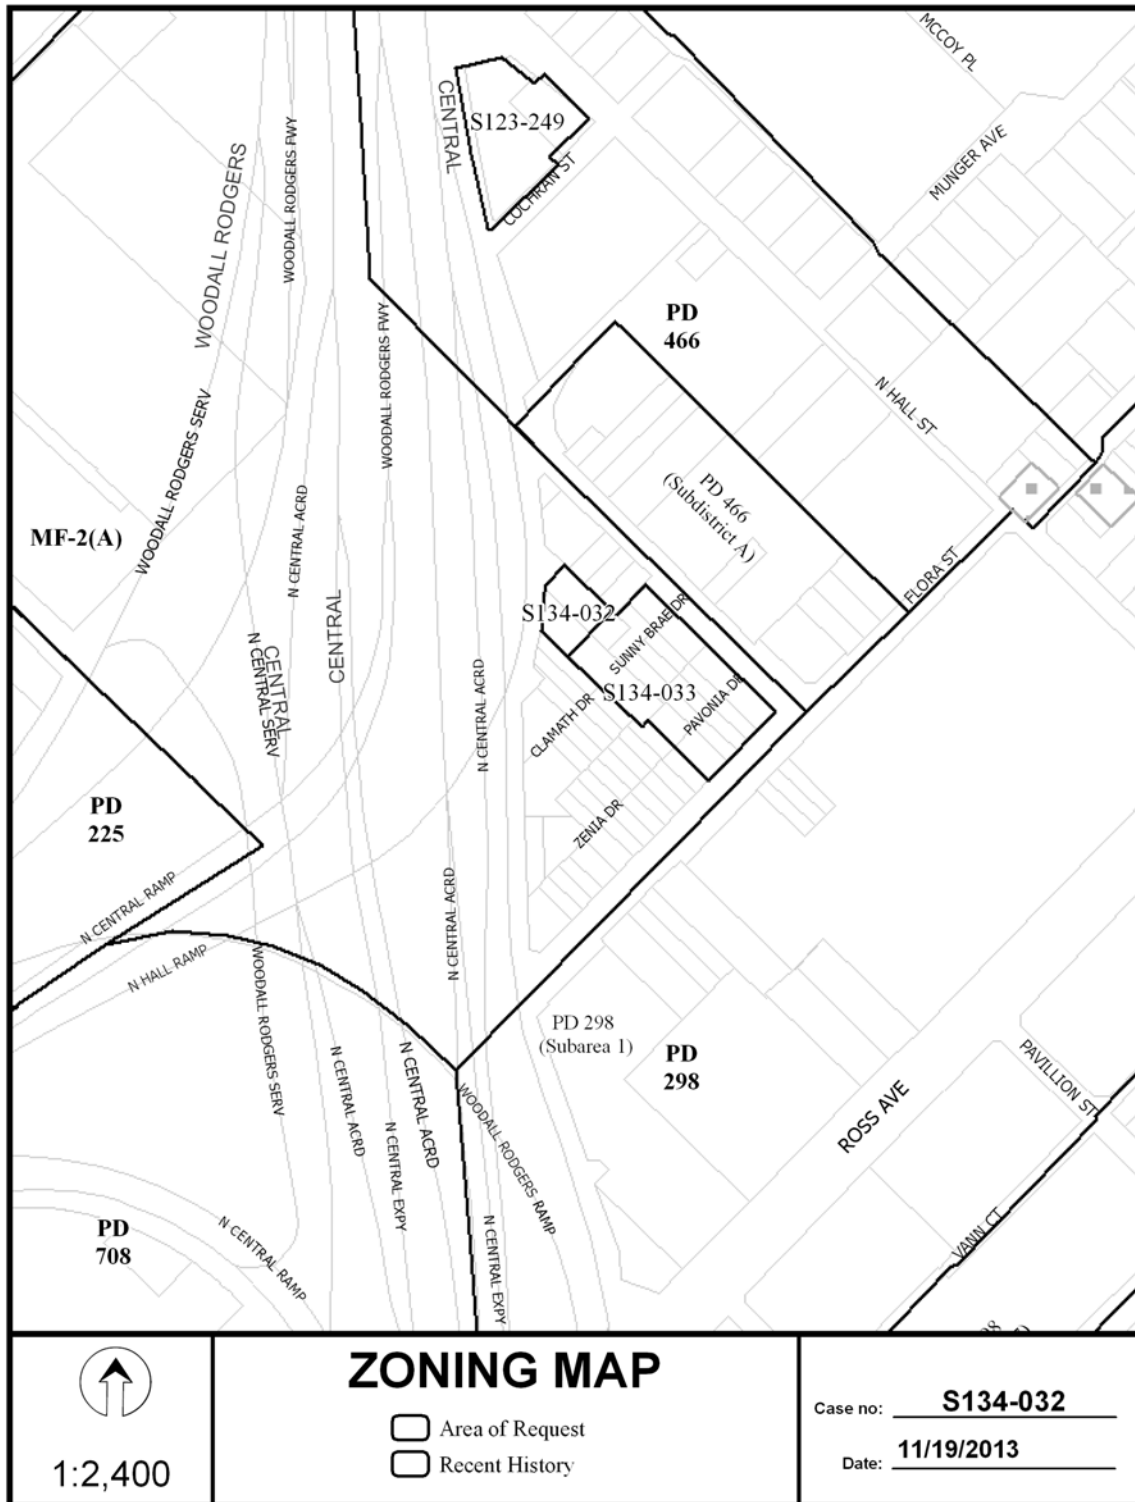 MCCOY PL
MUNGER AVE
CENTRAL
S123-249
COCHRAN ST
WOODALL RODGERS
WOODALL RODGERS FWY
WOODALL RODGERS FWY
PD
466
N HALL ST
WOODALL RODGERS SERV
N CENTRAL ACRD
PD 466
(Subdistrict A)
MF-2(A)
FLORA ST
S134-032
SUNNY BRAE DR
CENTRAL
N CENTRAL SERV
CENTRAL
N CENTRAL ACRD
S134-033
PAVONIA DR
CLAMATH DR
ZENIA DR
PD
225
N CENTRAL RAMP
N HALL RAMP
WOODALL RODGERS SERV
N CENTRAL ACRD
PD 298
(Subarea 1)
PD
298
PAVILLION ST
ROSS AVE
N CENTRAL ACRD
N CENTRAL ACRD
N CENTRAL EXPY
WOODALL RODGERS RAMP
N CENTRAL EXPY
VANN CT
PD
708
N CENTRAL RAMP
1:2,400
ZONING MAP
Area of Request
Recent History
Case no: S134-032
Date: 11/19/2013